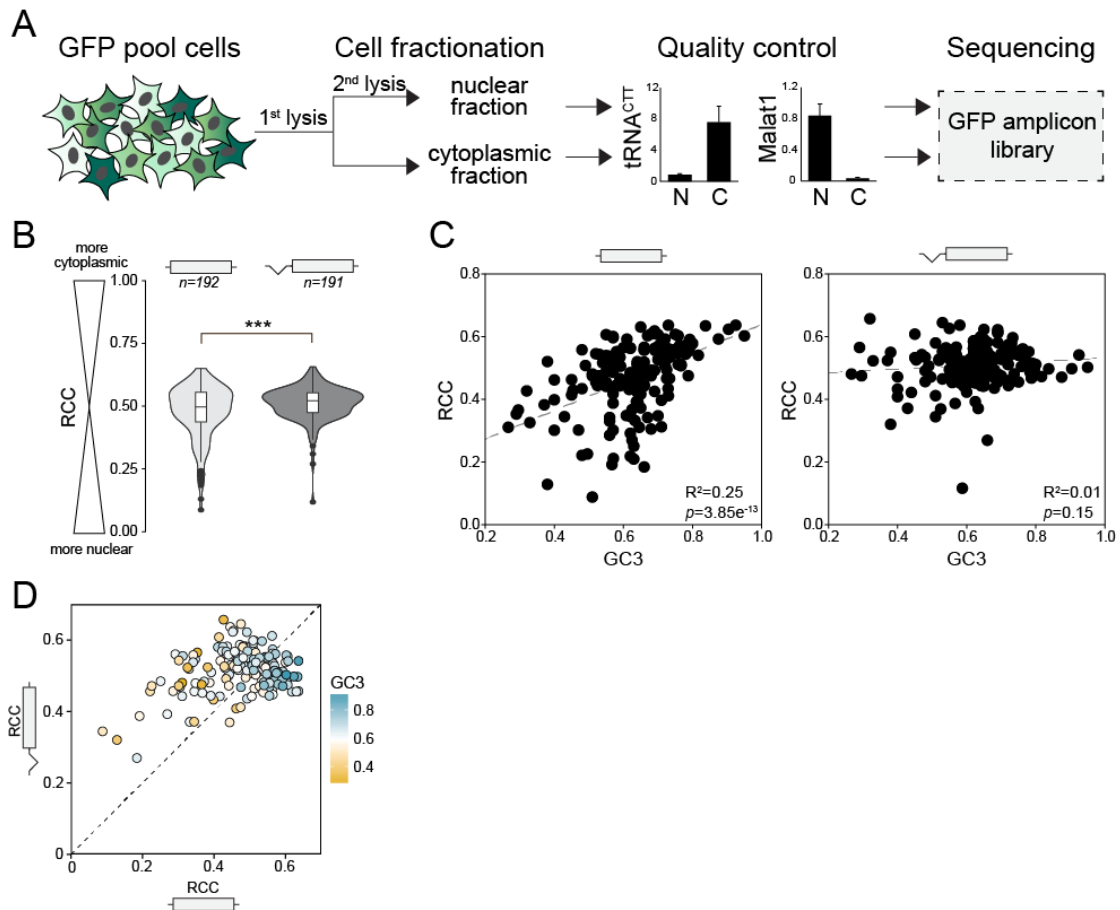 A
GFP pool cells
Cell fractionation
Quality control
Sequencing
1st lysis
2nd lysis
nuclear
fraction
cytoplasmic
fraction
tRNACTT
12
8
4
0
N C
Malat1
1.2
0.8
0.4
0
N C
GFP amplicon
library
B
more
cytoplasmic
RCC
more nuclear
1.00
0.75
0.50
0.25
0.00
n=192
n=191
***
C
RCC
0.8
0.6
0.4
0.2
0.0
0.2 0.4 0.6 0.8 1.0
GC3
R²=0.25
p=3.85e-13
RCC
0.8
0.6
0.4
0.2
0.0
0.2 0.4 0.6 0.8 1.0
GC3
R²=0.01
p=0.15
D
RCC
0.6
0.4
0.2
0
0 0.2 0.4 0.6
RCC
GC3
0.8
0.6
0.4